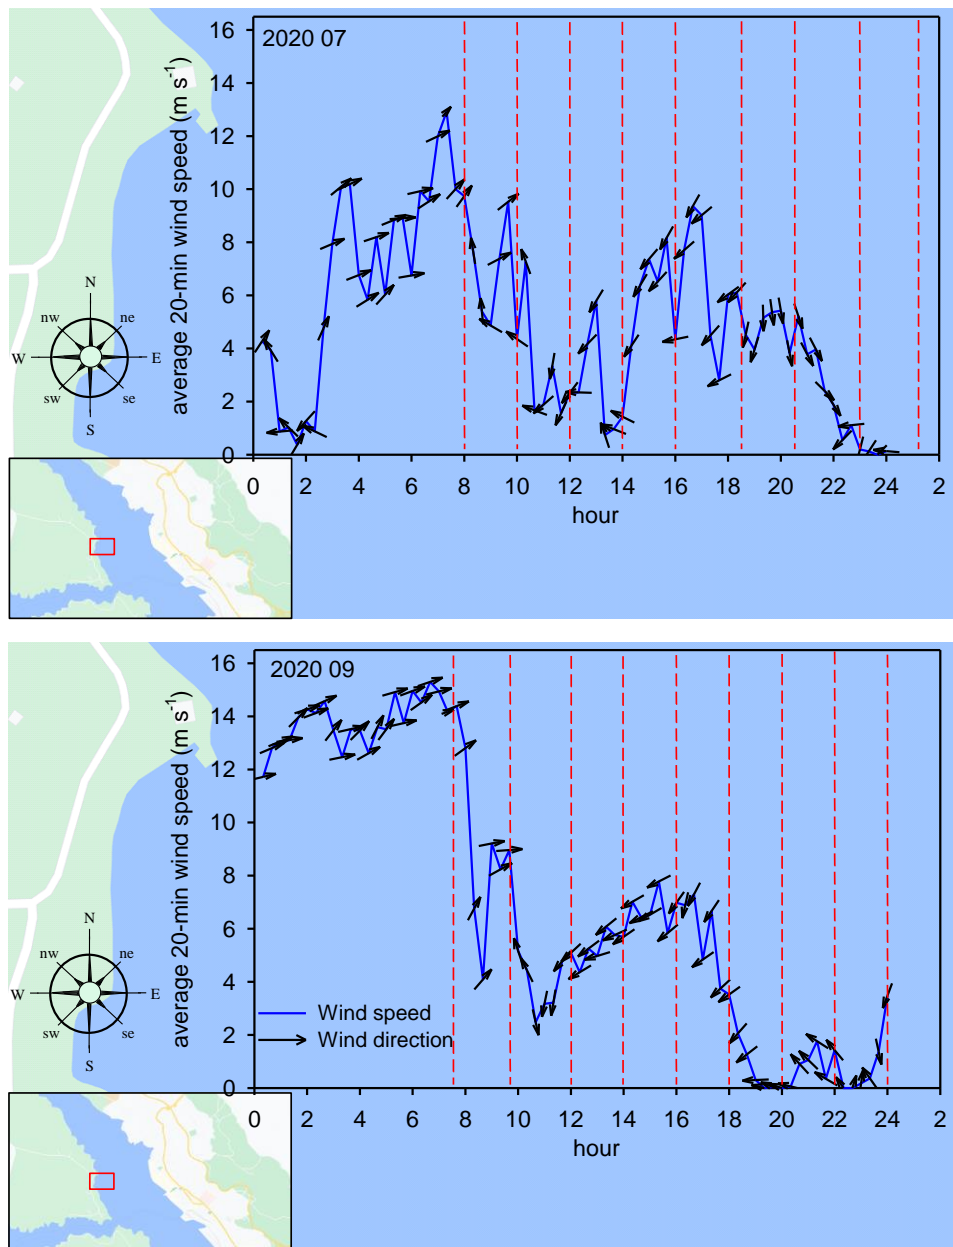 2020 07
average 20-min wind speed (m s⁻¹)
16
14
12
10
8
6
4
2
0
0 2 4 6 8 10 12 14 16 18 20 22 24 2
hour
N
nw ne
W E
sw se
S
2020 09
average 20-min wind speed (m s⁻¹)
16
14
12
10
8
6
4
2
0
Wind speed
Wind direction
0 2 4 6 8 10 12 14 16 18 20 22 24 2
hour
N
nw ne
W E
sw se
S